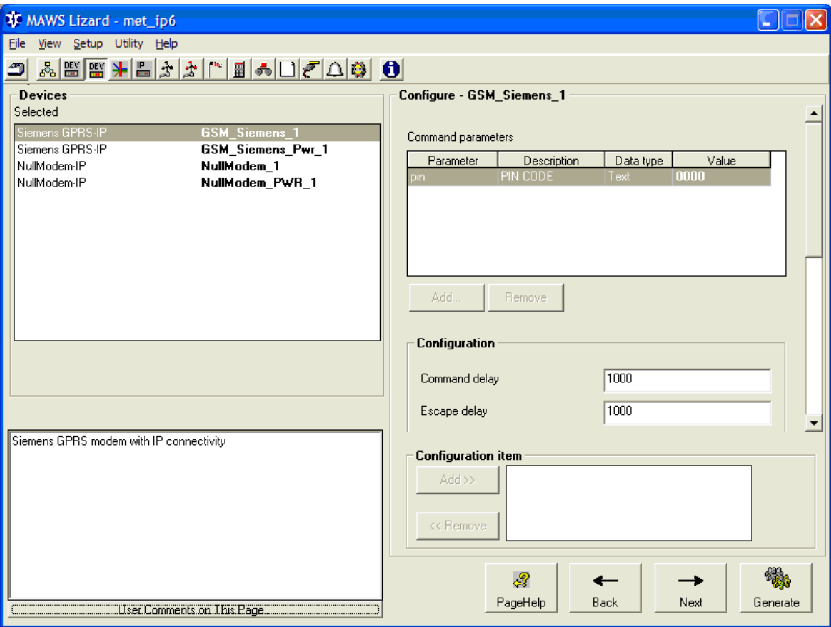 MAWS Lizard - met_ip6
File View Setup Utility Help
DEV DEV
Devices
Selected
Siemens GPRS-IP GSM_Siemens_1
Siemens GPRS-IP GSM_Siemens_Pwr_1
NullModem-IP NullModem_1
NullModem-IP NullModem_PWR_1
Siemens GPRS modem with IP connectivity
User Comments on This Page
Configure - GSM_Siemens_1
Command parameters
Parameter Description Data type Value
pin PIN CODE Text 0000
Add... Remove
Configuration
Command delay 1000
Escape delay 1000
Configuration item
Add >>
<< Remove
PageHelp Back Next Generate